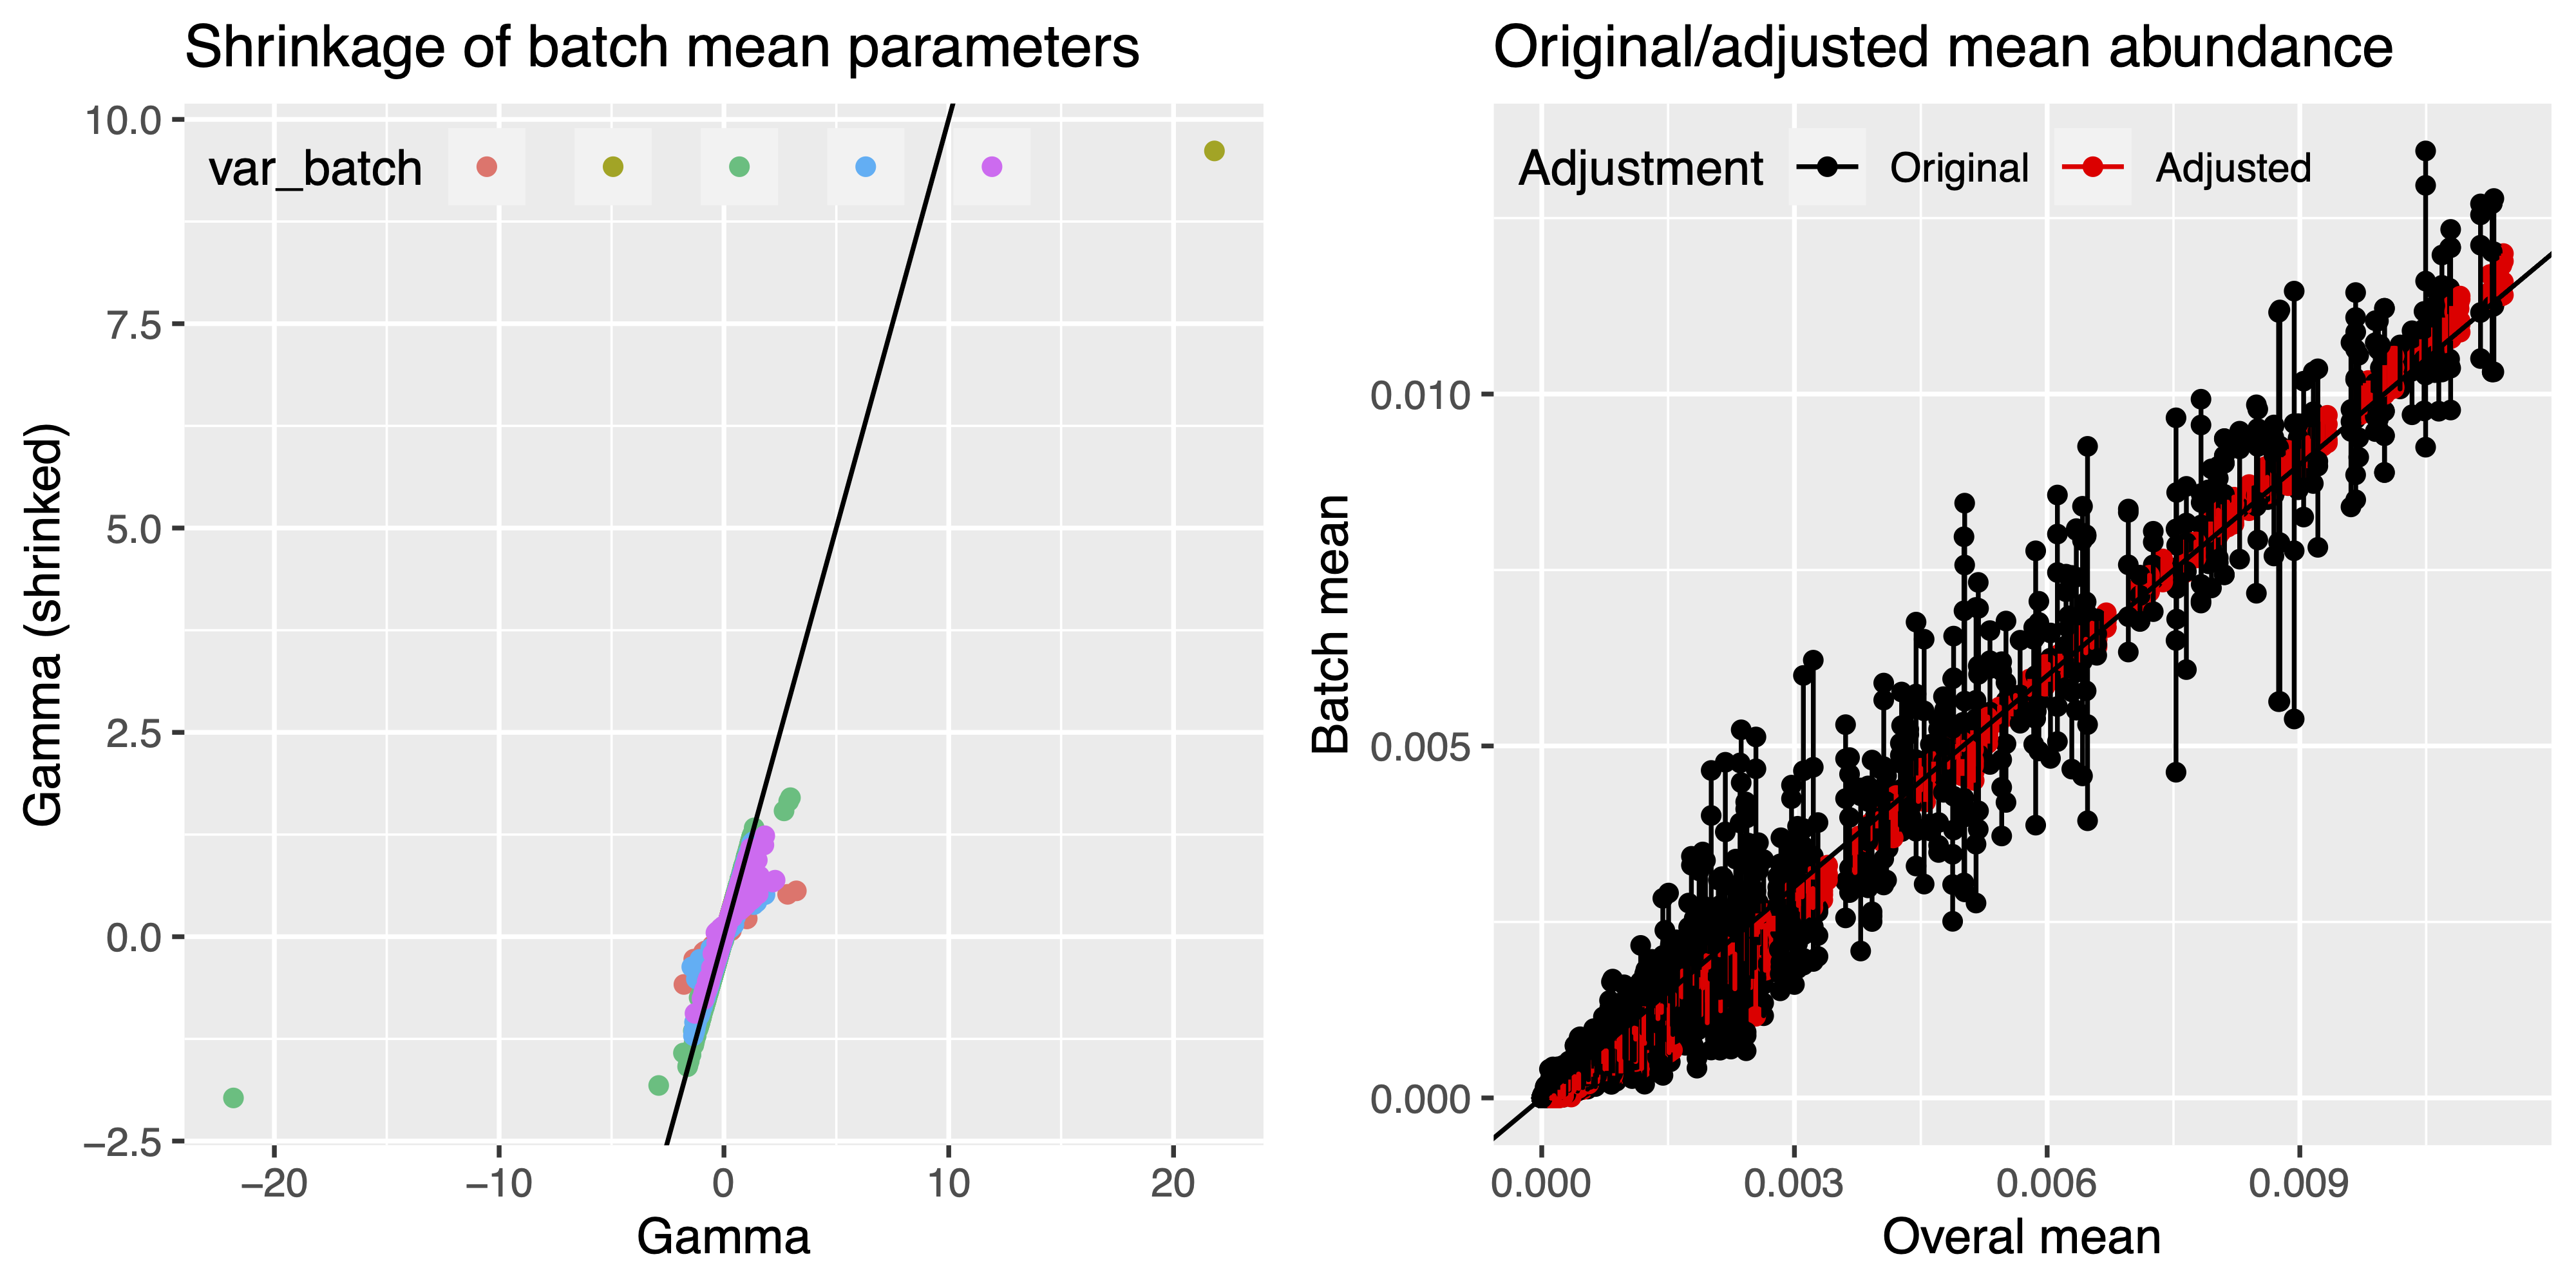 Shrinkage of batch mean parameters
10.0
7.5
5.0
2.5
0.0
−2.5
Gamma (shrinked)
var_batch
−20
−10
0
10
20
Gamma
Original/adjusted mean abundance
Adjustment Original Adjusted
0.010
0.005
0.000
Batch mean
0.000
0.003
0.006
0.009
Overal mean